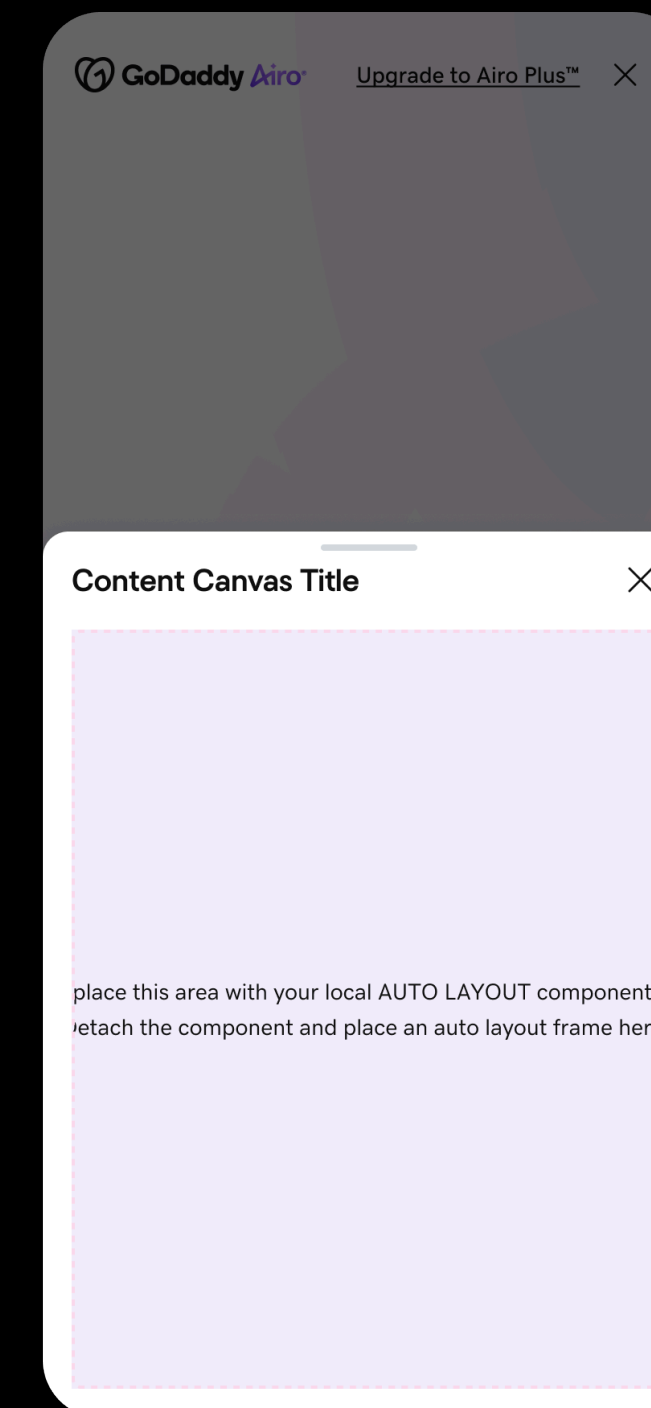 GoDaddy Airo Upgrade to Airo Plus™
Content Canvas Title
place this area with your local AUTO LAYOUT component
etach the component and place an auto layout frame her